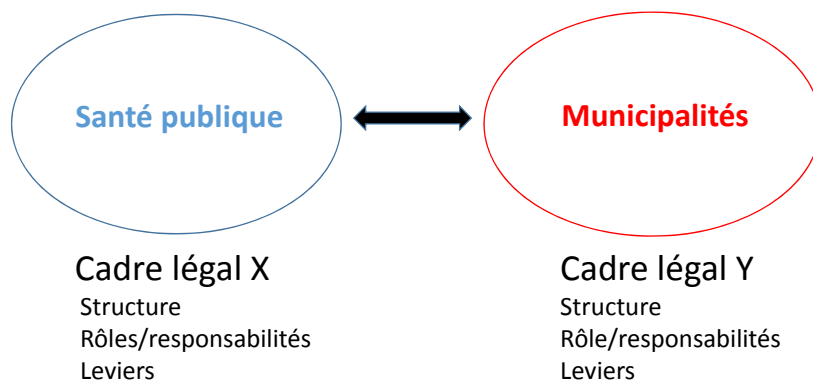 Santé publique
Municipalités
Cadre légal X
Structure
Rôles/responsabilités
Leviers
Cadre légal Y
Structure
Rôle/responsabilités
Leviers